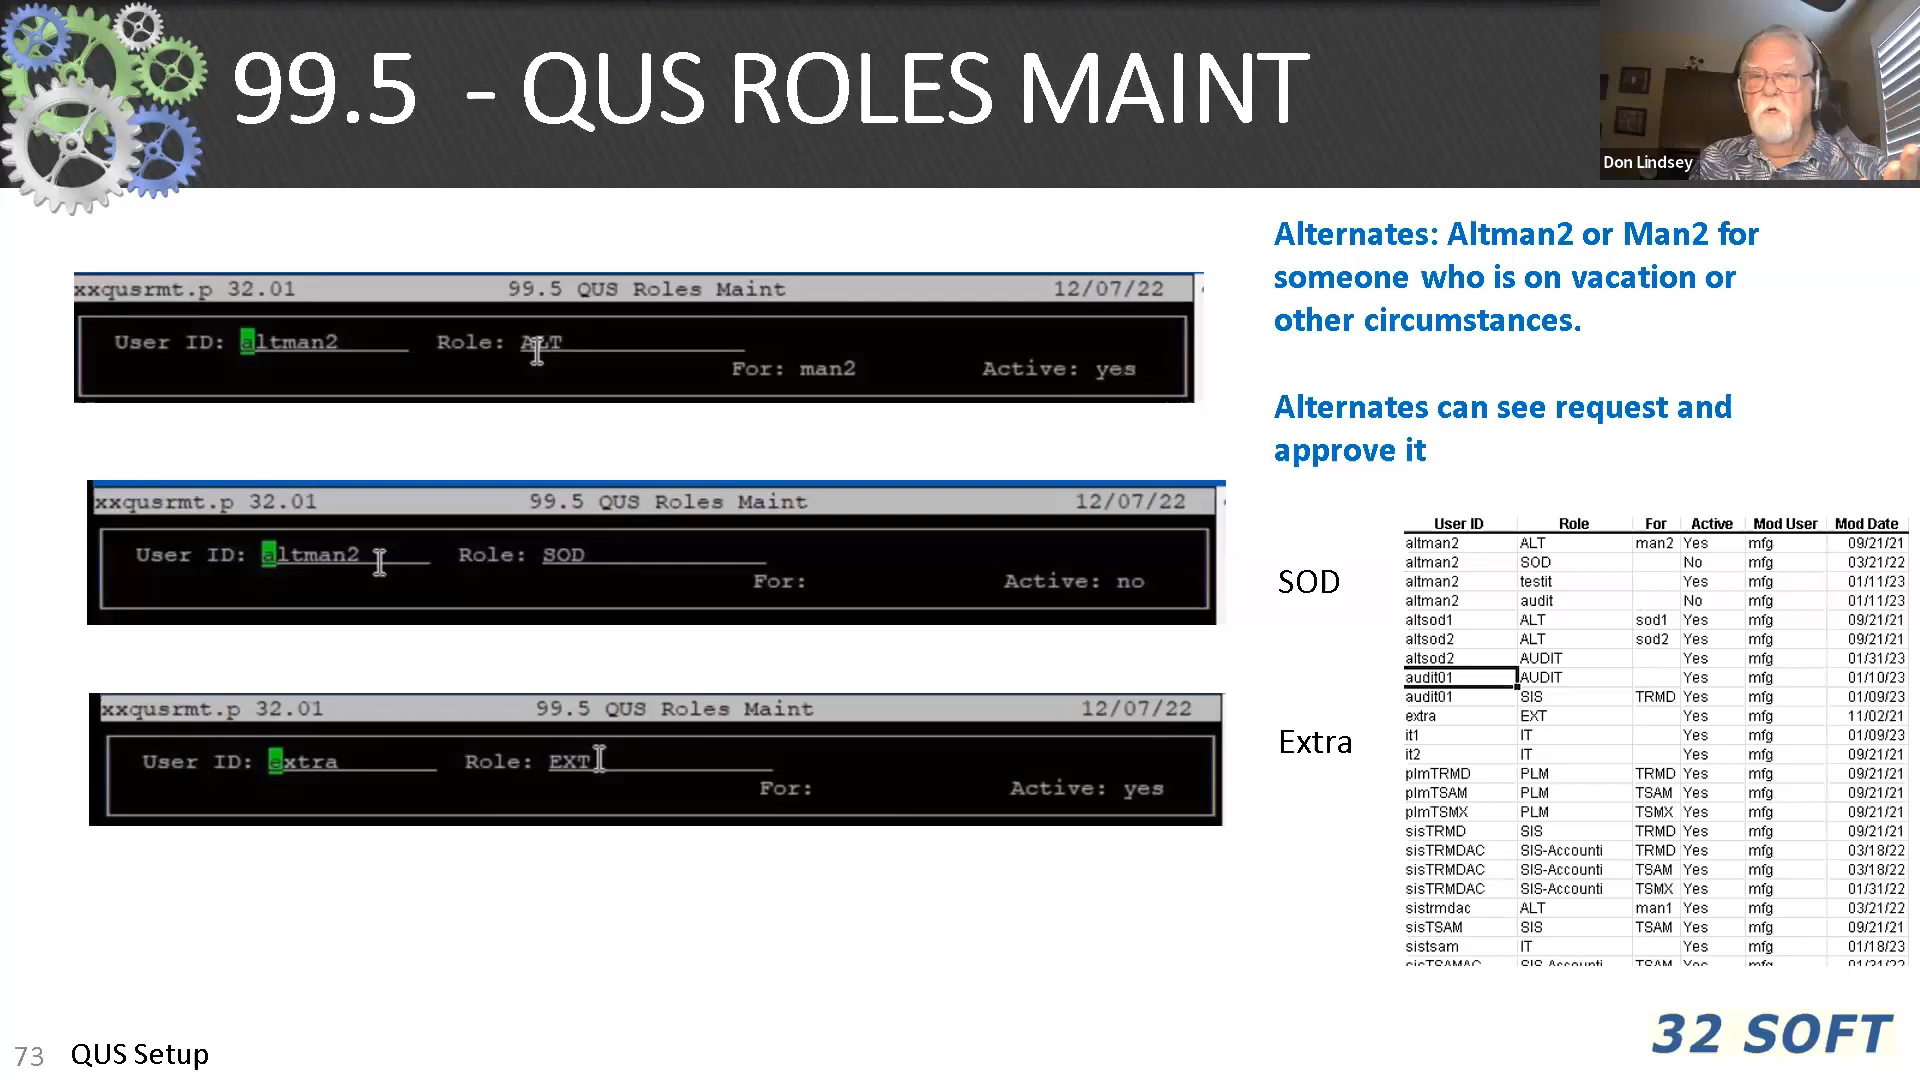 99.5 - QUS ROLES MAINT
Don Lindsey
Alternates: Altman2 or Man2 for
someone who is on vacation or
other circumstances.
Alternates can see request and
approve it
xxqusrmt.p 32.01 99.5 QUS Roles Maint 12/07/22
User ID: altman2 Role: ALT
For: man2 Active: yes
xxqusrmt.p 32.01 99.5 QUS Roles Maint 12/07/22
User ID: altman2 Role: SOD
For: Active: no
xxqusrmt.p 32.01 99.5 QUS Roles Maint 12/07/22
User ID: extra Role: EXT
For: Active: yes
SOD
Extra
User ID Role For Active Mod User Mod Date
altman2 ALT man2 Yes mfg 09/21/21
altman2 SOD No mfg 03/21/22
altman2 testit Yes mfg 01/11/23
altman2 audit No mfg 01/11/23
altsod1 ALT sod1 Yes mfg 09/21/21
altsod2 ALT sod2 Yes mfg 09/21/21
altsod2 AUDIT Yes mfg 01/31/23
audit01 AUDIT Yes mfg 01/10/23
audit01 SIS TRMD Yes mfg 01/09/23
extra EXT Yes mfg 11/02/21
it1 IT Yes mfg 01/09/23
it2 IT Yes mfg 09/21/21
plmTRMD PLM TRMD Yes mfg 09/21/21
plmTSAM PLM TSAM Yes mfg 09/21/21
plmTSMX PLM TSMX Yes mfg 09/21/21
sisTRMD SIS TRMD Yes mfg 09/21/21
sisTRMDAC SIS-Accounti TRMD Yes mfg 03/18/22
sisTRMDAC SIS-Accounti TSAM Yes mfg 03/18/22
sisTRMDAC SIS-Accounti TSMX Yes mfg 01/31/22
sistrmdac ALT man1 Yes mfg 03/21/22
sisTSAM SIS TSAM Yes mfg 09/21/21
sistsam IT Yes mfg 01/18/23
sisTSAMAC SIS-Accounti TSAM Yes mfg 01/31/22
73 QUS Setup
32 SOFT